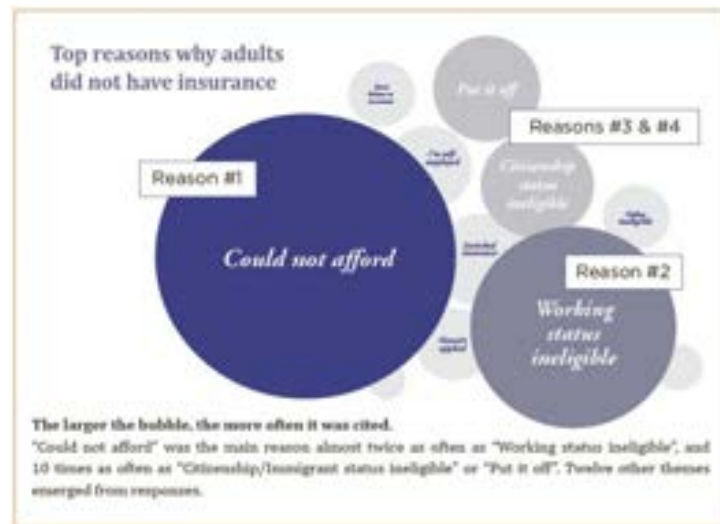 Top reasons why adults
did not have insurance
Put it off
Reasons #3 & #4
Reason #1
I'm self
employed
Citizenship
status
ineligible
Could not afford
Reason #2
Working
status
ineligible
The larger the bubble, the more often it was cited.
"Could not afford" was the main reason almost twice as often as "Working status ineligible", and
10 times as often as "Citizenship/Immigrant status ineligible" or "Put it off". Twelve other themes
emerged from responses.